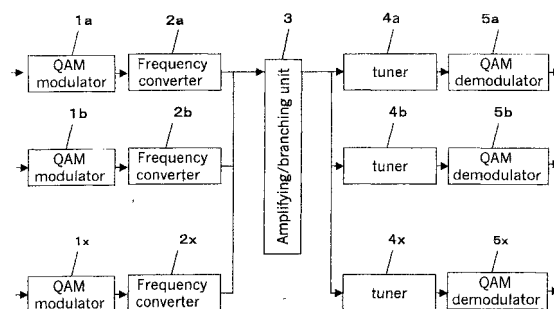 1a 2a 3 4a 5a
QAM modulator
Frequency converter
Amplifying/branching unit
tuner
QAM demodulator
1b 2b 4b 5b
QAM modulator
Frequency converter
tuner
QAM demodulator
1x 2x 4x 5x
QAM modulator
Frequency converter
tuner
QAM demodulator